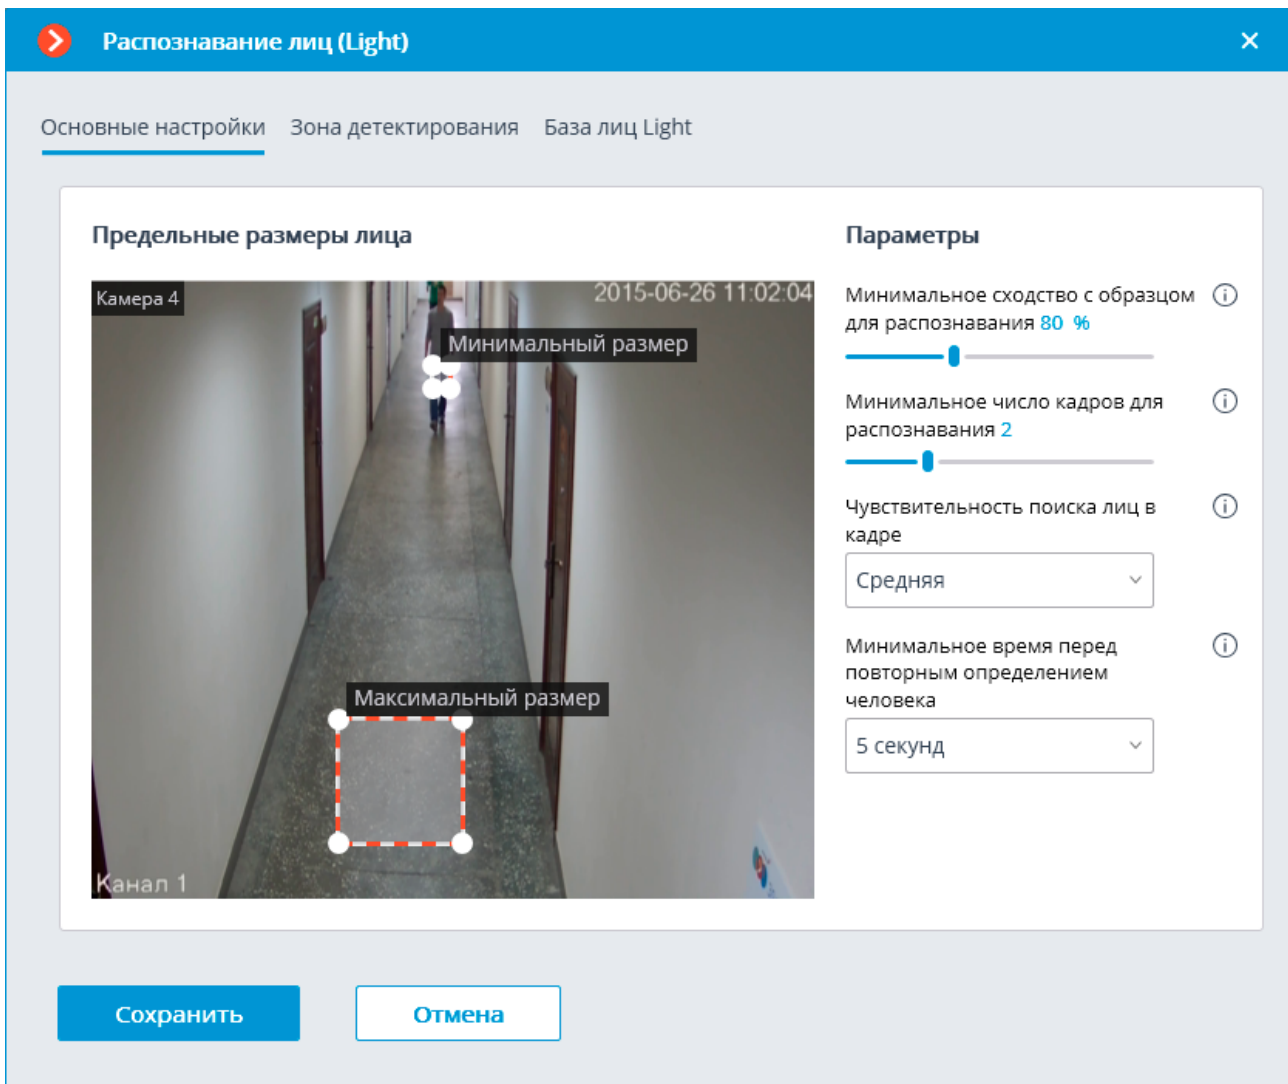 Распознавание лиц (Light)
Основные настройки Зона детектирования База лиц Light
Предельные размеры лица
Камера 4
2015-06-26 11:02:04
Минимальный размер
Максимальный размер
Канал 1
Параметры
Минимальное сходство с образцом
для распознавания 80 %
Минимальное число кадров для
распознавания 2
Чувствительность поиска лиц в
кадре
Средняя
Минимальное время перед
повторным определением
человека
5 секунд
Сохранить
Отмена